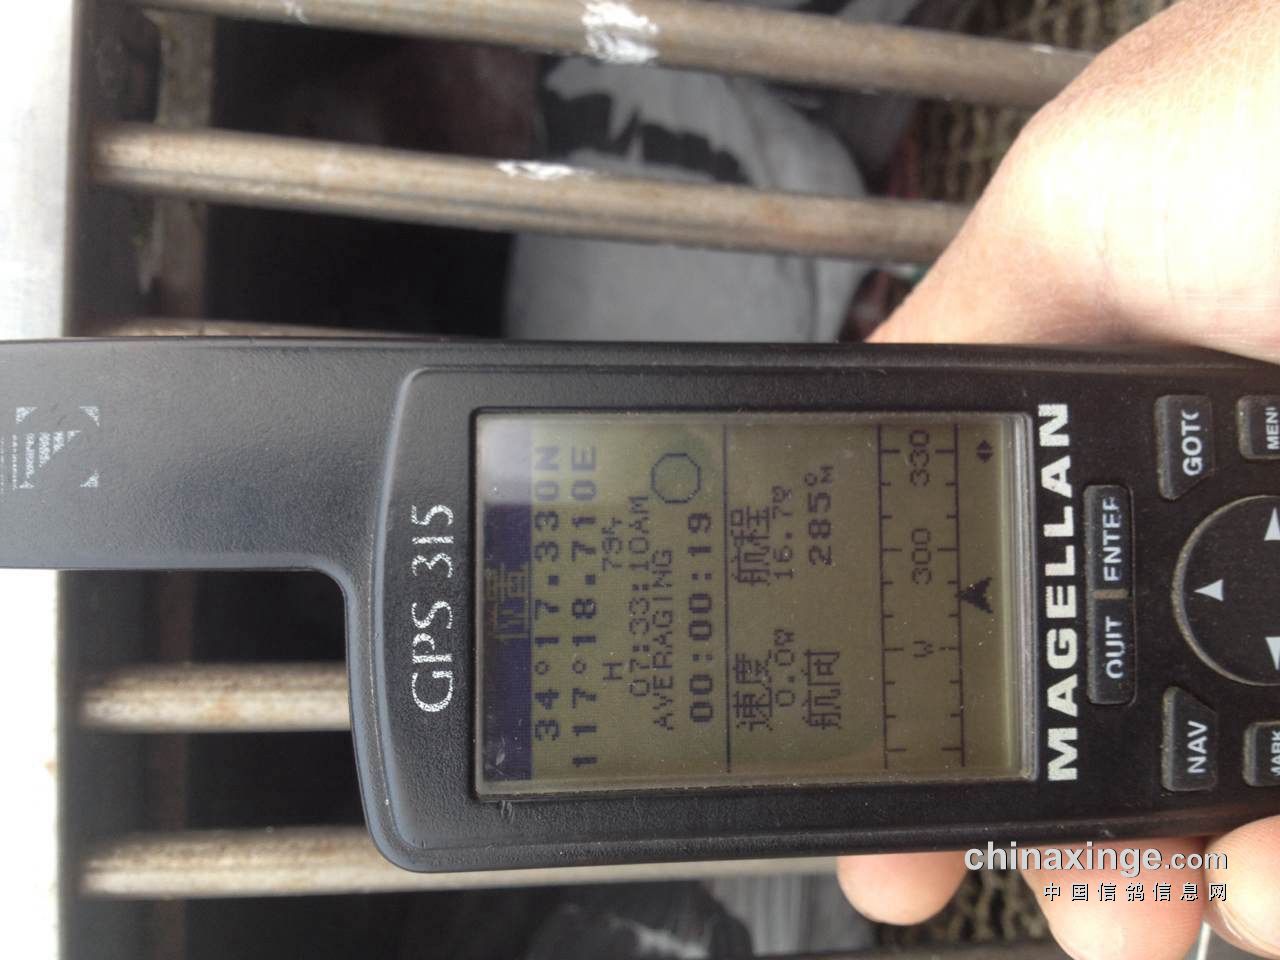 GPS 315
34°17.330N
117°18.710E
07:33:10AM
AVERAGING
00:00:19
速度 航程
0.0 16.7
航向 285°M
W 300 330
MAGELLAN
QUIT ENTER
NAV GOTO
chinaxinge.com
中国信鸽信息网